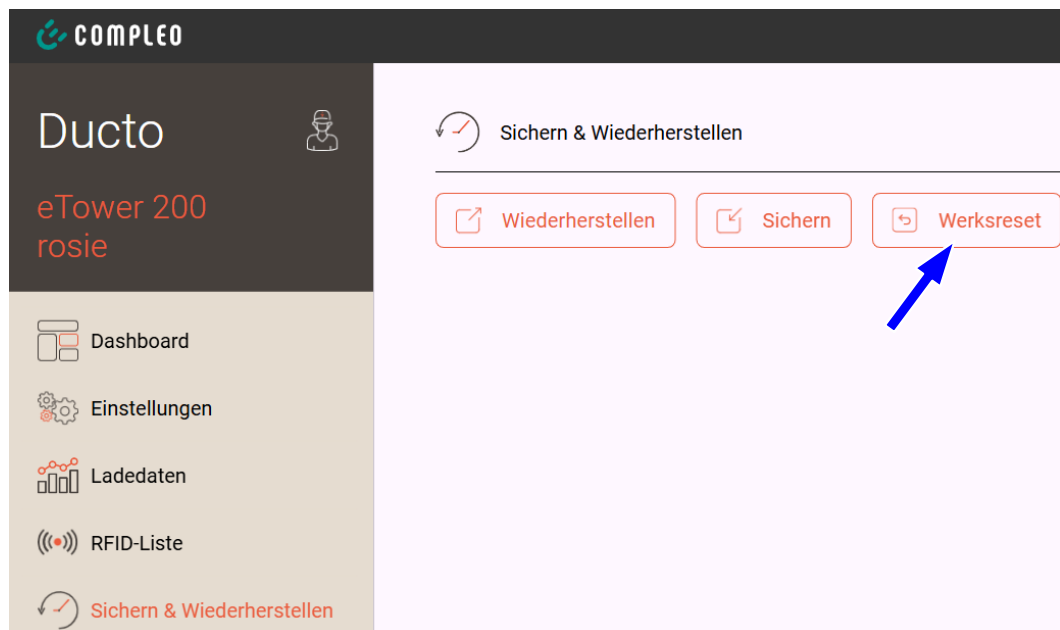 COMPLEO
Ducto
eTower 200
rosie
Dashboard
Einstellungen
Ladedaten
RFID-Liste
Sichern & Wiederherstellen
Sichern & Wiederherstellen
Wiederherstellen
Sichern
Werksreset